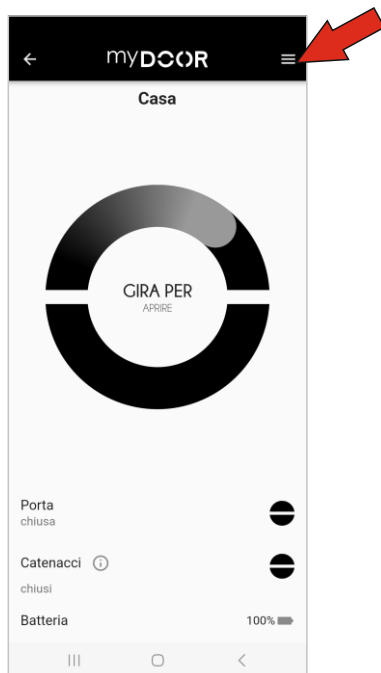 myDOOR
Casa
GIRA PER
APRIRE
Porta
chiusa
Catenacci
chiusi
Batteria 100%